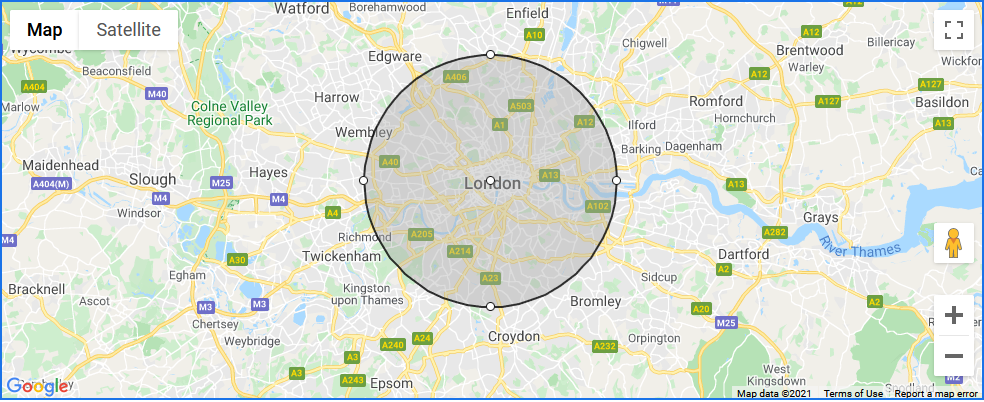 Watford
Borehamwood
Enfield
Map
Satellite
A10
A12
Chigwell
Brentwood
Billericay
Wycombe
Edgware
Beaconsfield
A406
A12
Warley
Wickfor
A404
M40
A127
Marlow
Harrow
A503
Romford
A127
Basildon
Colne Valley
Regional Park
A1
A12
Ilford
Hornchurch
A13
Wembley
Barking
Dagenham
Maidenhead
A40
Hayes
A13
A404(M)
Slough
M25
London
A13
M4
M4
A102
Windsor
A4
Grays
M4
Richmond
A205
A282
Twickenham
A214
Dartford
River Thames
A30
Egham
A23
Sidcup
A2
Bracknell
Kingston
upon Thames
Ascot
M3
M3
Bromley
A20
A2
Chertsey
M25
Weybridge
A24
Croydon
Orpington
A240
A232
A3
A3
A243
Epsom
West
Kingsdown
M2
Google
Map data ©2021
Terms of Use
Report a map error